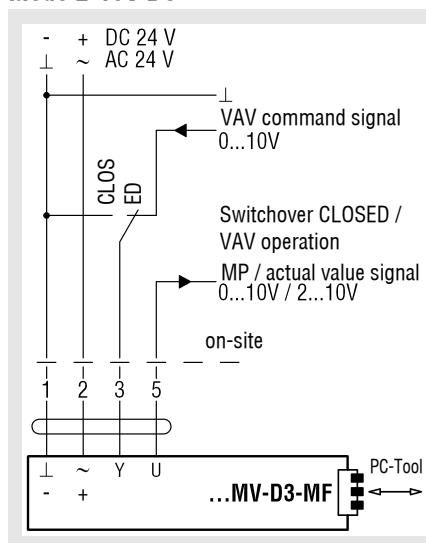 - + DC 24 V
⊥ ~ AC 24 V
⊥
VAV command signal
0...10V
CLOS
ED
Switchover CLOSED /
VAV operation
MP / actual value signal
0...10V / 2...10V
on-site
1 2 3 5
⊥ ~ Y U
- +
...MV-D3-MF
PC-Tool